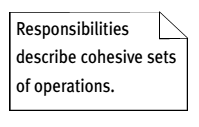 Responsibilities
describe cohesive sets
of operations.